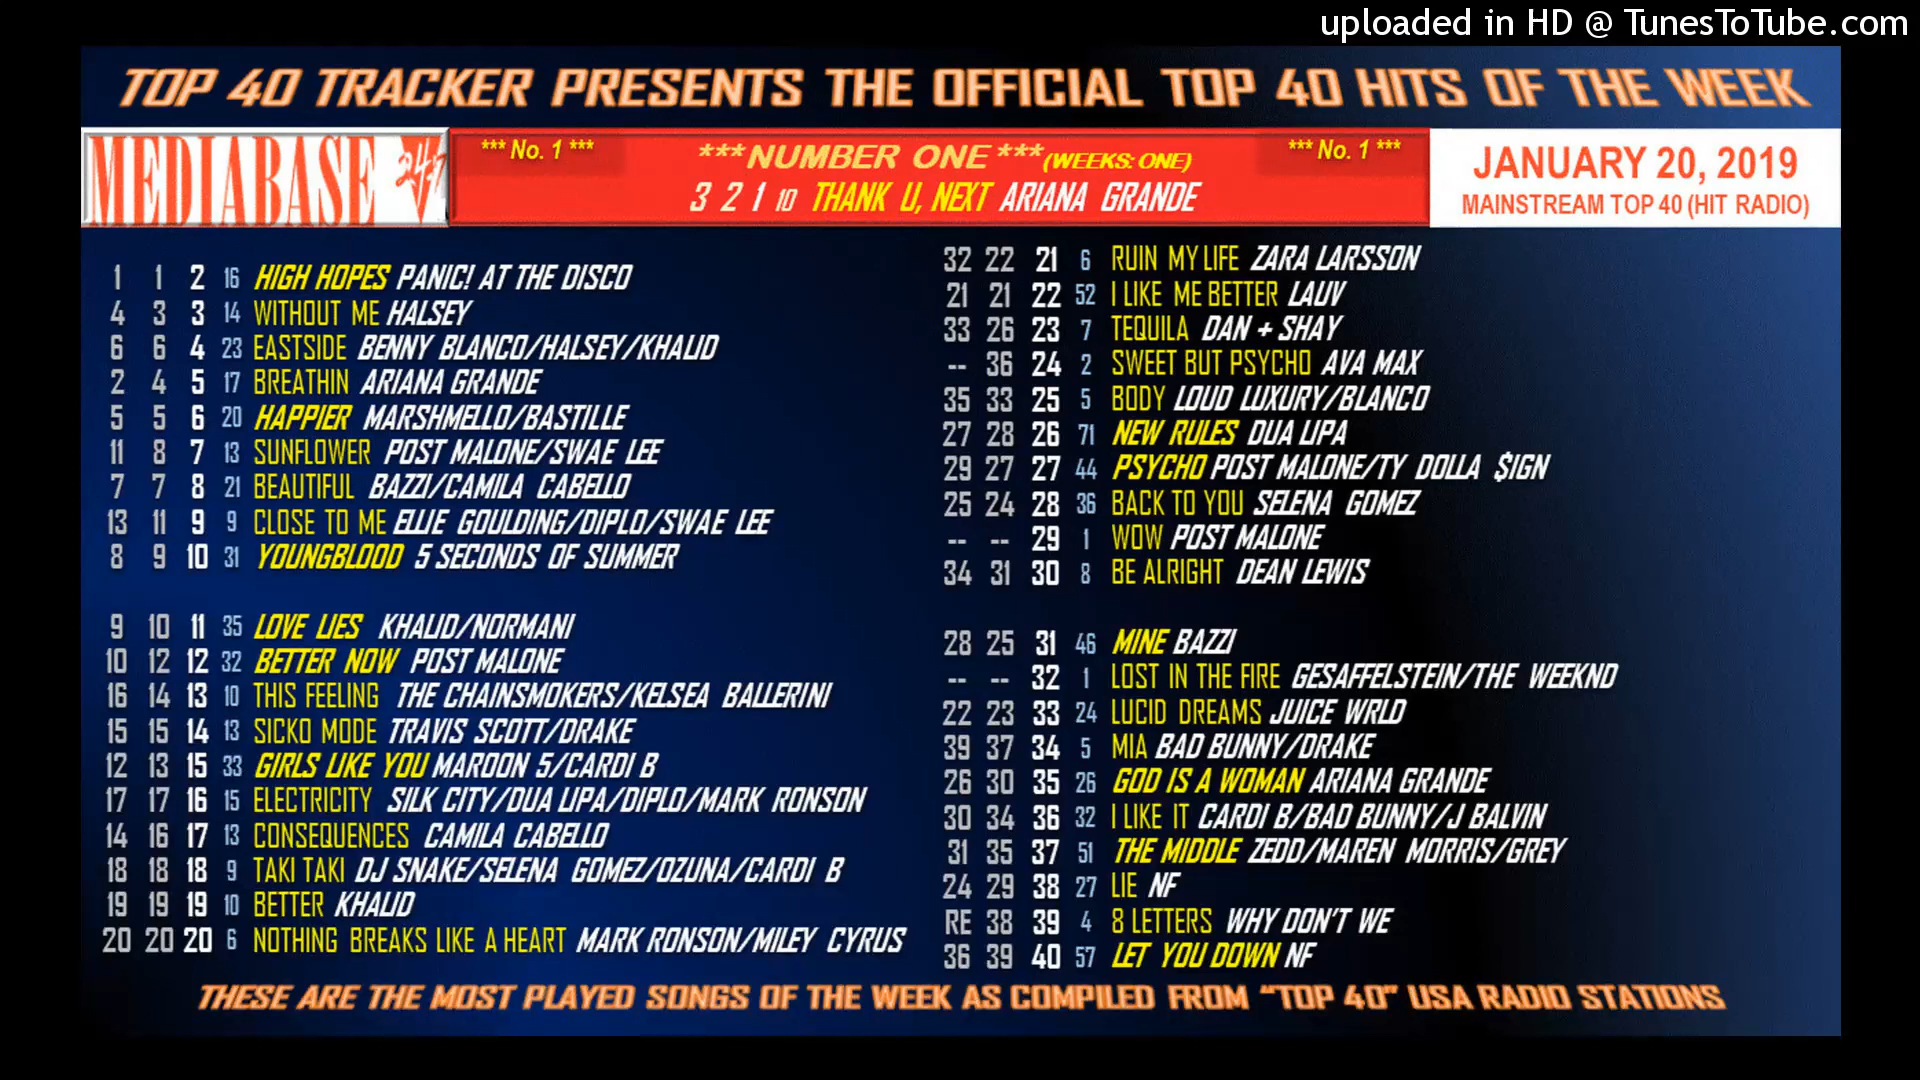 uploaded in HD @ TunesToTube.com
TOP 40 TRACKER PRESENTS THE OFFICIAL TOP 40 HITS OF THE WEEK
MEDIABASE 24/7
*** No. 1 *** ***NUMBER ONE***(WEEKS: ONE) *** No. 1 ***
3 2 1 10 THANK U, NEXT ARIANA GRANDE
JANUARY 20, 2019
MAINSTREAM TOP 40 (HIT RADIO)
1 1 2 16 HIGH HOPES PANIC! AT THE DISCO
4 3 3 14 WITHOUT ME HALSEY
6 6 4 23 EASTSIDE BENNY BLANCO/HALSEY/KHALID
2 4 5 17 BREATHIN ARIANA GRANDE
5 5 6 20 HAPPIER MARSHMELLO/BASTILLE
11 8 7 13 SUNFLOWER POST MALONE/SWAE LEE
7 7 8 21 BEAUTIFUL BAZZI/CAMILA CABELLO
13 11 9 9 CLOSE TO ME ELLIE GOULDING/DIPLO/SWAE LEE
8 9 10 31 YOUNGBLOOD 5 SECONDS OF SUMMER
9 10 11 35 LOVE LIES KHALID/NORMANI
10 12 12 32 BETTER NOW POST MALONE
16 14 13 10 THIS FEELING THE CHAINSMOKERS/KELSEA BALLERINI
15 15 14 13 SICKO MODE TRAVIS SCOTT/DRAKE
12 13 15 33 GIRLS LIKE YOU MAROON 5/CARDI B
17 17 16 15 ELECTRICITY SILK CITY/DUA LIPA/DIPLO/MARK RONSON
14 16 17 13 CONSEQUENCES CAMILA CABELLO
18 18 18 9 TAKI TAKI DJ SNAKE/SELENA GOMEZ/OZUNA/CARDI B
19 19 19 10 BETTER KHALID
20 20 20 6 NOTHING BREAKS LIKE A HEART MARK RONSON/MILEY CYRUS
32 22 21 6 RUIN MY LIFE ZARA LARSSON
21 21 22 52 I LIKE ME BETTER LAUV
33 26 23 7 TEQUILA DAN + SHAY
-- 36 24 2 SWEET BUT PSYCHO AVA MAX
35 33 25 5 BODY LOUD LUXURY/BLANCO
27 28 26 71 NEW RULES DUA LIPA
29 27 27 44 PSYCHO POST MALONE/TY DOLLA $IGN
25 24 28 36 BACK TO YOU SELENA GOMEZ
-- -- 29 1 WOW POST MALONE
34 31 30 8 BE ALRIGHT DEAN LEWIS
28 25 31 46 MINE BAZZI
-- -- 32 1 LOST IN THE FIRE GESAFFELSTEIN/THE WEEKND
22 23 33 24 LUCID DREAMS JUICE WRLD
39 37 34 5 MIA BAD BUNNY/DRAKE
26 30 35 26 GOD IS A WOMAN ARIANA GRANDE
30 34 36 32 I LIKE IT CARDI B/BAD BUNNY/J BALVIN
31 35 37 51 THE MIDDLE ZEDD/MAREN MORRIS/GREY
24 29 38 27 LIE NF
RE 38 39 4 8 LETTERS WHY DON'T WE
36 39 40 57 LET YOU DOWN NF
THESE ARE THE MOST PLAYED SONGS OF THE WEEK AS COMPILED FROM "TOP 40" USA RADIO STATIONS